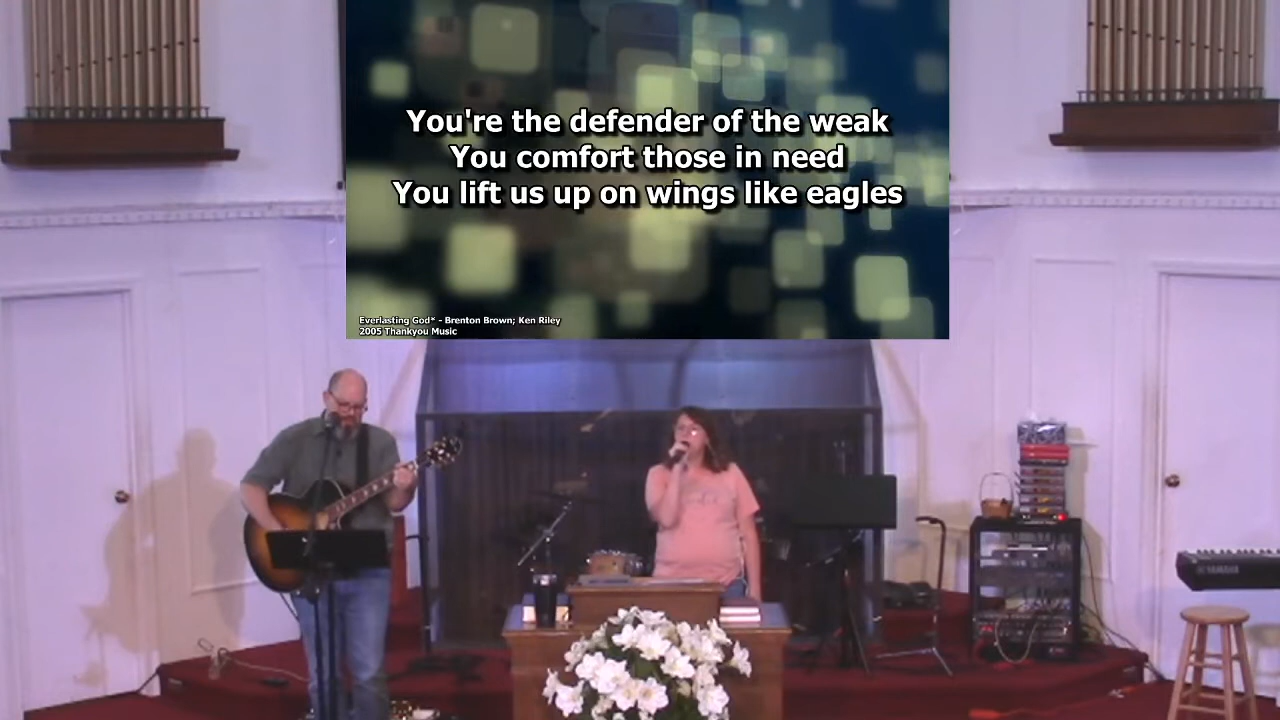 You're the defender of the weak
You comfort those in need
You lift us up on wings like eagles
Everlasting God* - Brenton Brown; Ken Riley
2005 Thankyou Music
YAMAHA